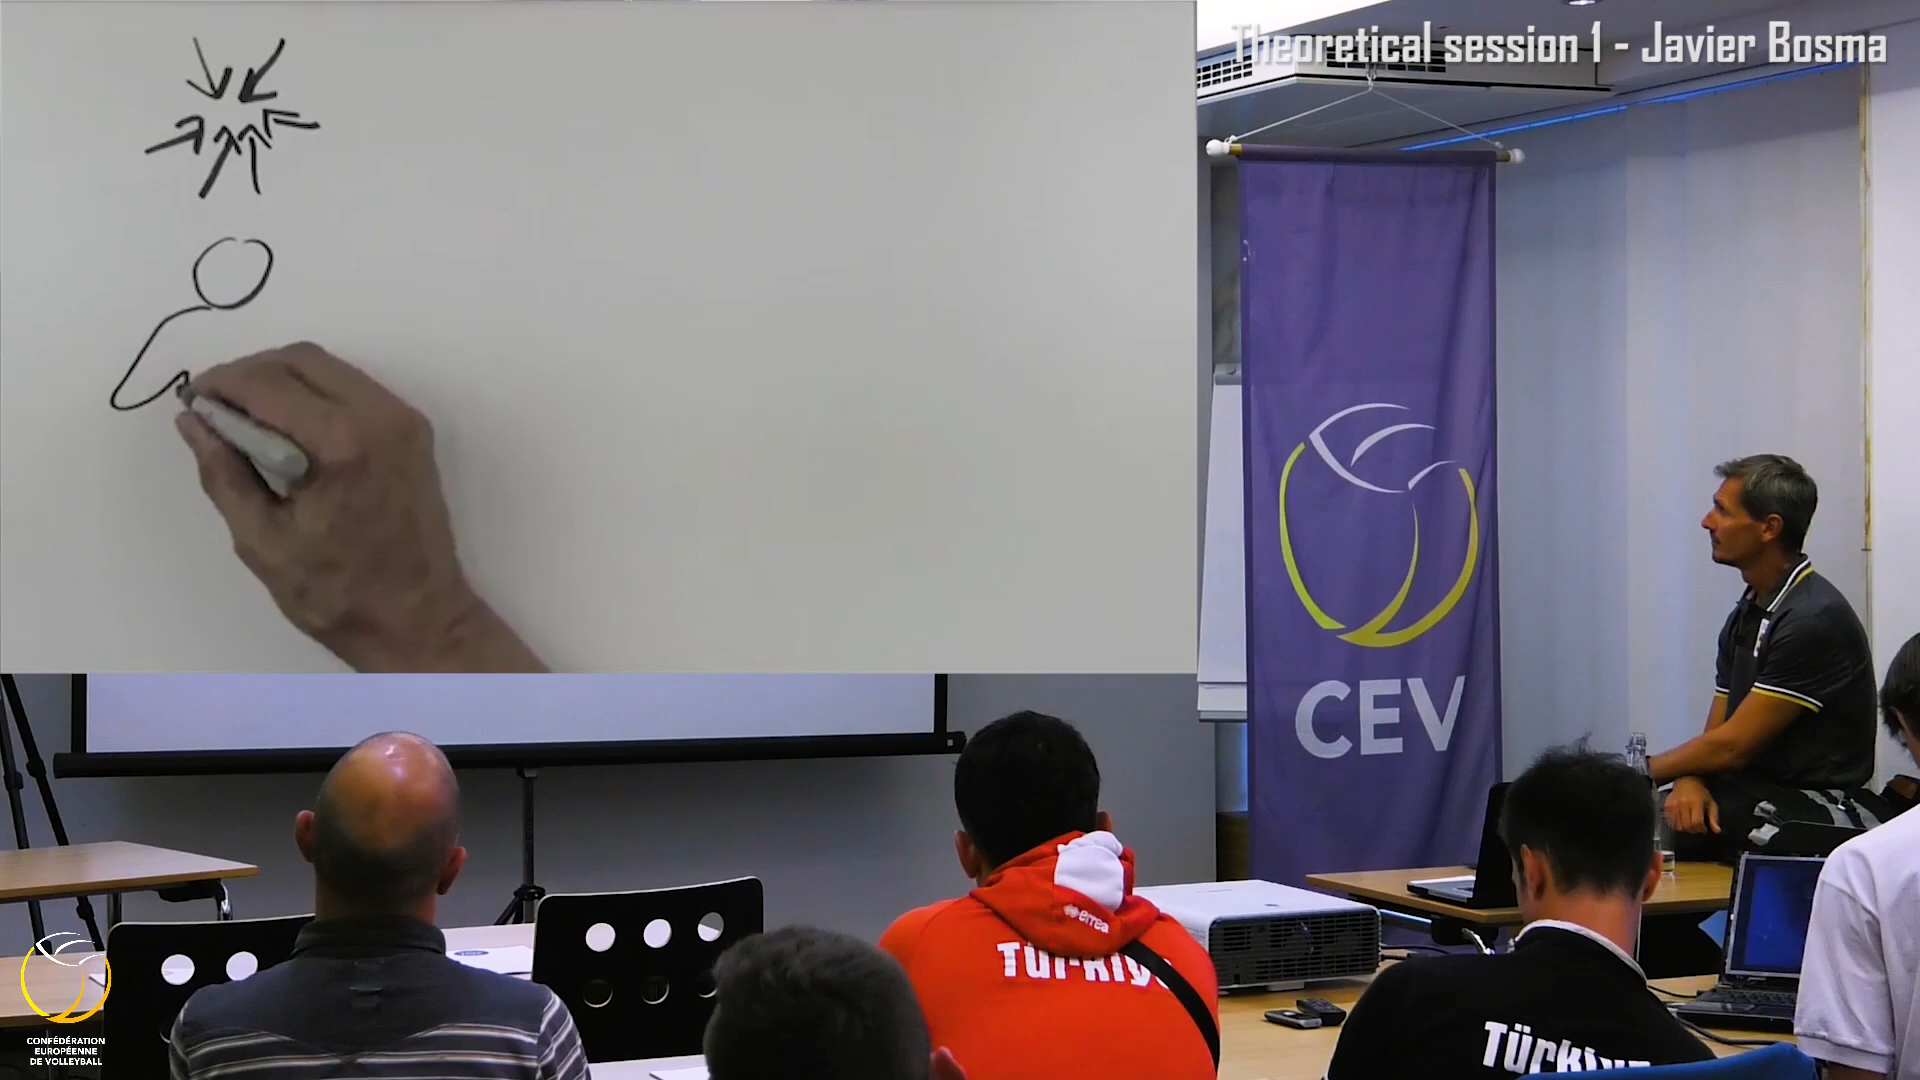 Theoretical session 1 - Javier Bosma
CEV
errea
Türkiye
Türkiye
CONFÉDÉRATION
EUROPÉENNE
DE VOLLEYBALL